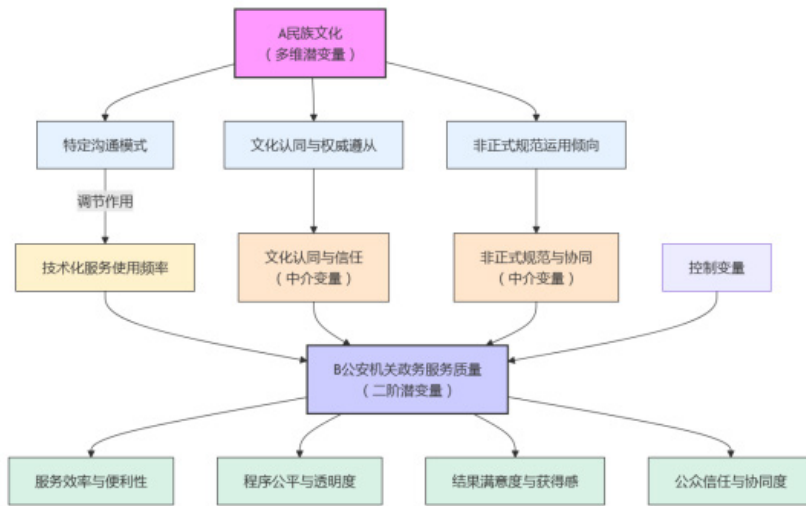 A民族文化
（多维潜变量）
特定沟通模式
文化认同与权威遵从
非正式规范运用倾向
调节作用
技术化服务使用频率
文化认同与信任
（中介变量）
非正式规范与协同
（中介变量）
控制变量
B公安机关政务服务质量
（二阶潜变量）
服务效率与便利性
程序公平与透明度
结果满意度与获得感
公众信任与协同度